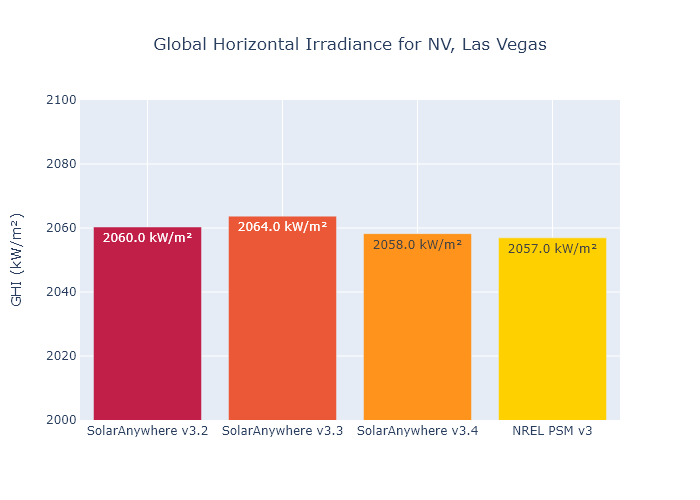 Global Horizontal Irradiance for NV, Las Vegas
GHI (kW/m²)
2100
2080
2060
2040
2020
2000
2060.0 kW/m²
2064.0 kW/m²
2058.0 kW/m²
2057.0 kW/m²
SolarAnywhere v3.2
SolarAnywhere v3.3
SolarAnywhere v3.4
NREL PSM v3